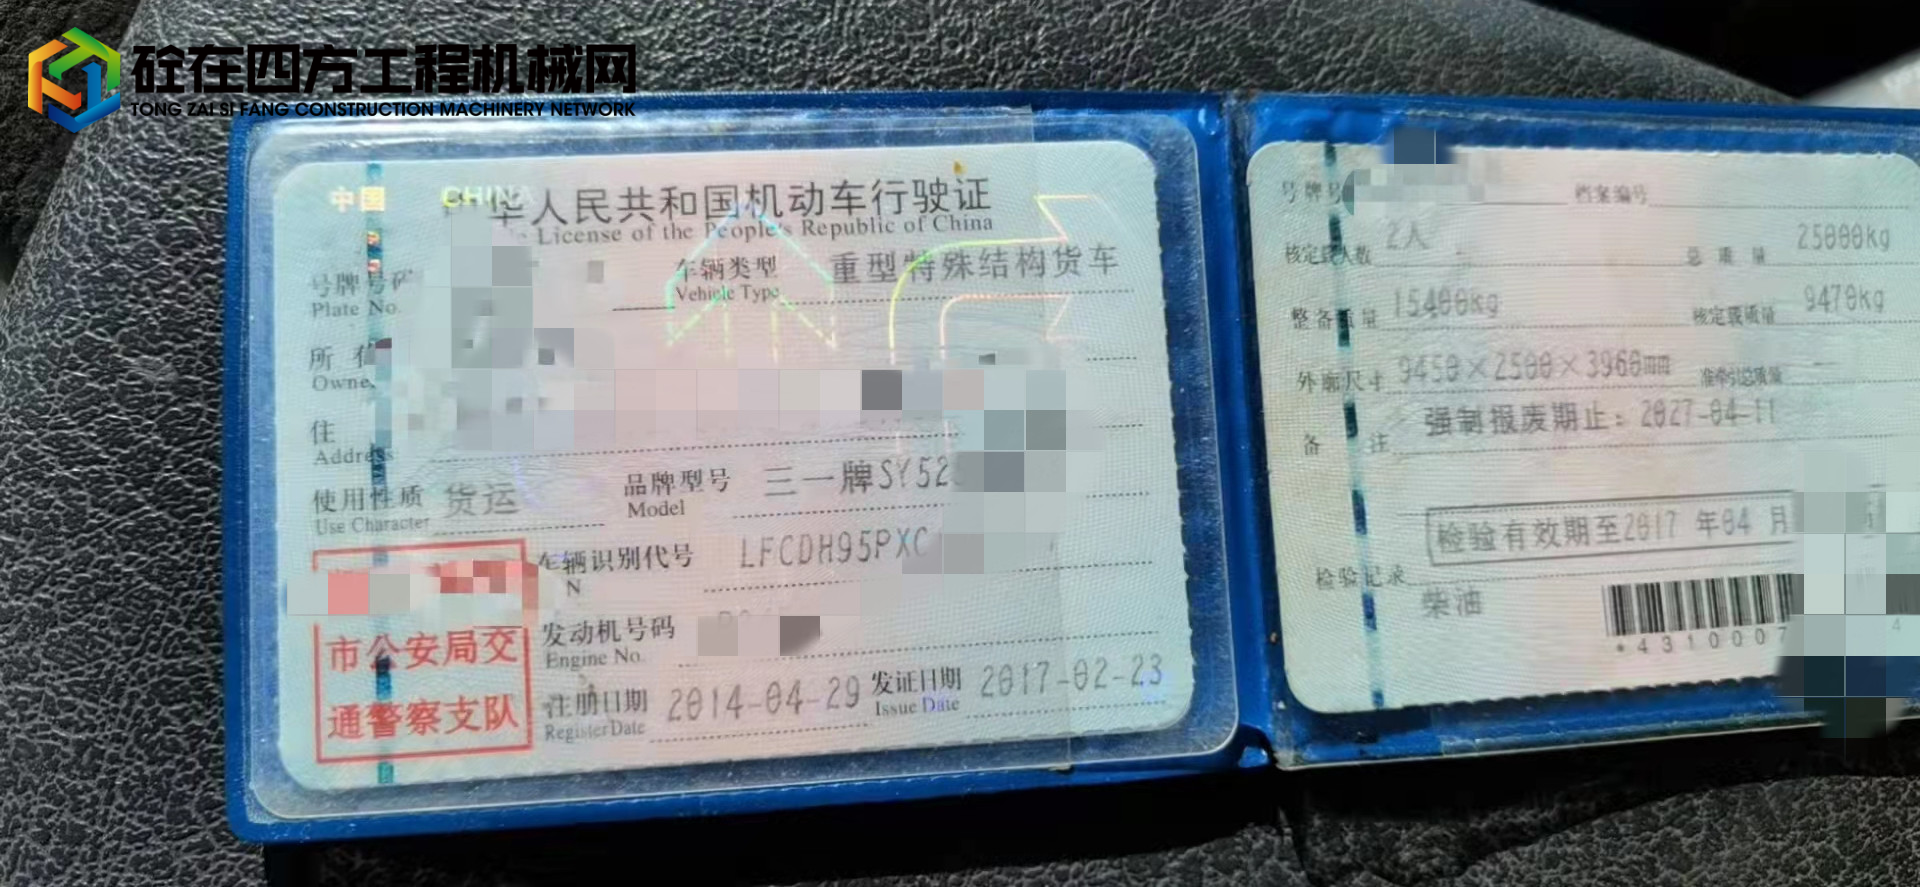 砼在四方工程机械网
TONG ZAI SI FANG CONSTRUCTION MACHINERY NETWORK
中国 CHINA
华人民共和国机动车行驶证
License of the People's Republic of China
号牌号码
Plate No.
车辆类型 重型特殊结构货车
Vehicle Type
所
Owne
住
Address
使用性质 货运
Use Character
品牌型号 三一牌SY525
Model
车辆识别代号 LFCDH95PXC
N
发动机号码
Engine No.
市公安局交
通警察支队
注册日期 2014-04-29
Register Date
发证日期 2017-02-23
Issue Date
号牌号
档案编号
核定载人数 2人
总质量 25000kg
整备质量 15400kg
核定载质量 9470kg
外廓尺寸 9450×2500×3960mm
准牵引总质量 —
备注 强制报废期止：2027-04-11
检验有效期至2017 年04 月
检验记录
柴油
*4310007
4